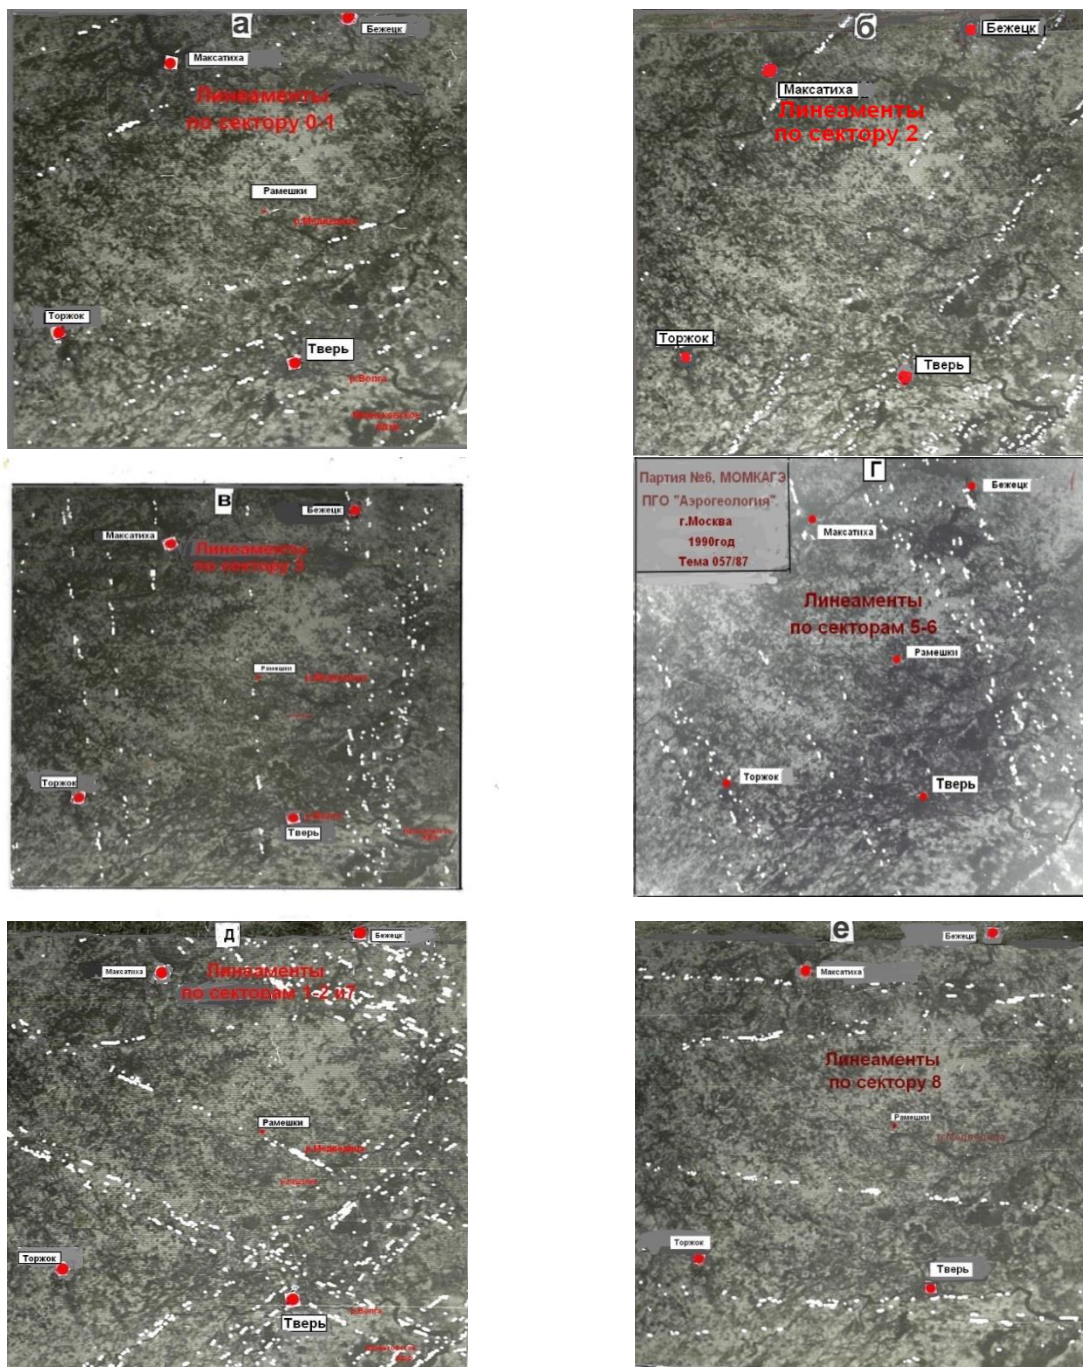 а
Бежецк
Максатиха
Линеаменты
по сектору 0-1
Рамешки
р.Медведица
Торжок
Тверь
р.Волга
б
Бежецк
Максатиха
Линеаменты
по сектору 2
Торжок
Тверь
в
Бежецк
Максатиха
Линеаменты
по сектору 3
Рамешки
Торжок
Тверь
Г
Партия №6, МОМКАГЭ
ПГО "Аэрогеология".
г.Москва
1990год
Тема 057/87
Бежецк
Максатиха
Линеаменты
по секторам 5-6
Рамешки
Торжок
Тверь
д
Бежецк
Максатиха
Линеаменты
по секторам 1-2 и7
Рамешки
р.Медведица
Торжок
р.Волга
Тверь
е
Бежецк
Максатиха
Линеаменты
по сектору 8
Рамешки
р.Медведица
Торжок
Тверь